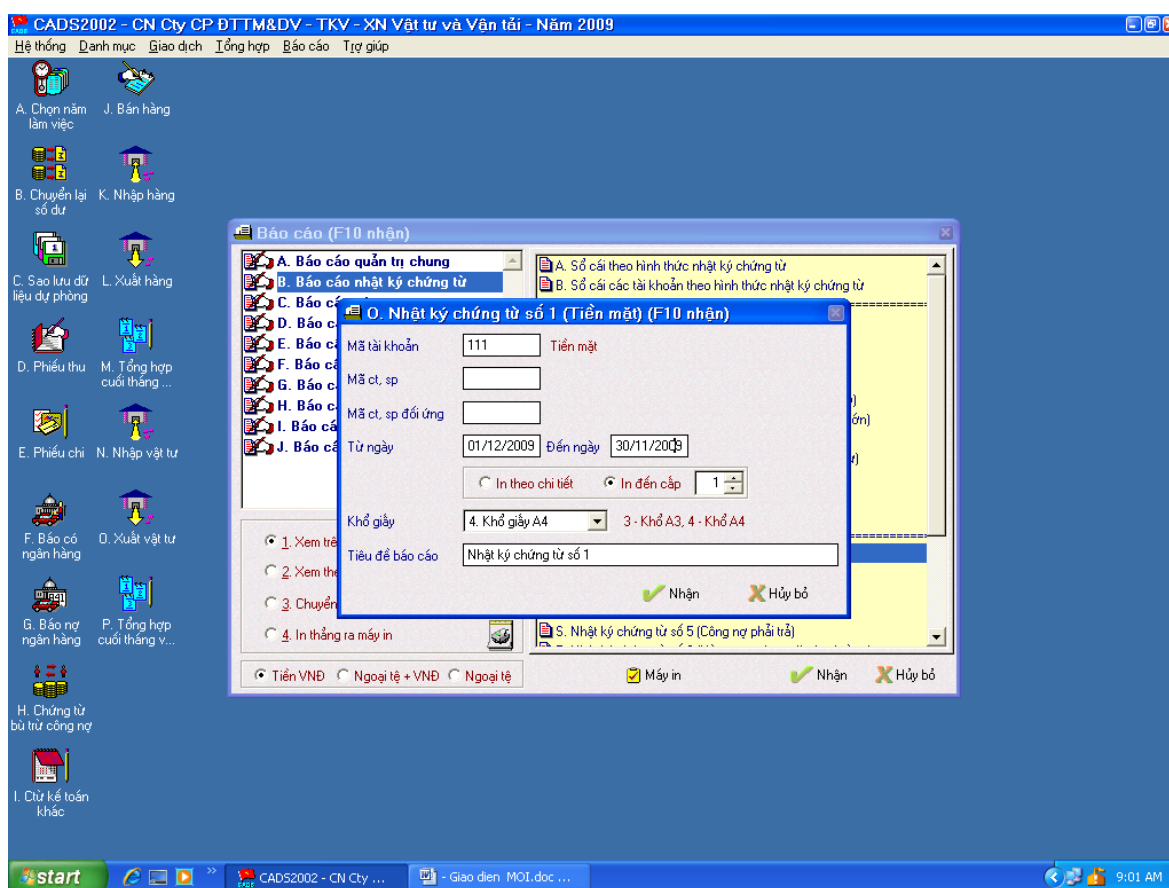 CADS2002 - CN Cty CP ĐTTM&DV - TKV - XN Vật tư và Vận tải - Năm 2009
Hệ thống Danh mục Giao dịch Tổng hợp Báo cáo Trợ giúp
A. Chọn năm làm việc
J. Bán hàng
B. Chuyển lại số dư
K. Nhập hàng
C. Sao lưu dữ liệu dự phòng
L. Xuất hàng
D. Phiếu thu
M. Tổng hợp cuối tháng ...
E. Phiếu chi
N. Nhập vật tư
F. Báo có ngân hàng
O. Xuất vật tư
G. Báo nợ ngân hàng
P. Tổng hợp cuối tháng v...
H. Chứng từ bù trừ công nợ
I. Ctừ kế toán khác
Báo cáo (F10 nhận)
A. Báo cáo quản trị chung
B. Báo cáo nhật ký chứng từ
C. Báo c
D. Báo c
E. Báo cá
F. Báo cá
G. Báo c
H. Báo c
I. Báo cá
J. Báo cá
A. Sổ cái theo hình thức nhật ký chứng từ
B. Sổ cái các tài khoản theo hình thức nhật ký chứng từ
ớn)
S. Nhật ký chứng từ số 5 (Công nợ phải trả)
O. Nhật ký chứng từ số 1 (Tiền mặt) (F10 nhận)
Mã tài khoản 111 Tiền mặt
Mã ct, sp
Mã ct, sp đối ứng
Từ ngày 01/12/2009 Đến ngày 30/11/2009
In theo chi tiết In đến cấp 1
Khổ giấy 4. Khổ giấy A4 3 - Khổ A3, 4 - Khổ A4
Tiêu đề báo cáo Nhật ký chứng từ số 1
Nhận Hủy bỏ
1. Xem trê
2. Xem the
3. Chuyển
4. In thẳng ra máy in
Tiền VNĐ Ngoại tệ + VNĐ Ngoại tệ
Máy in Nhận Hủy bỏ
start
CADS2002 - CN Cty ...
- Giao dien MOI.doc ...
9:01 AM